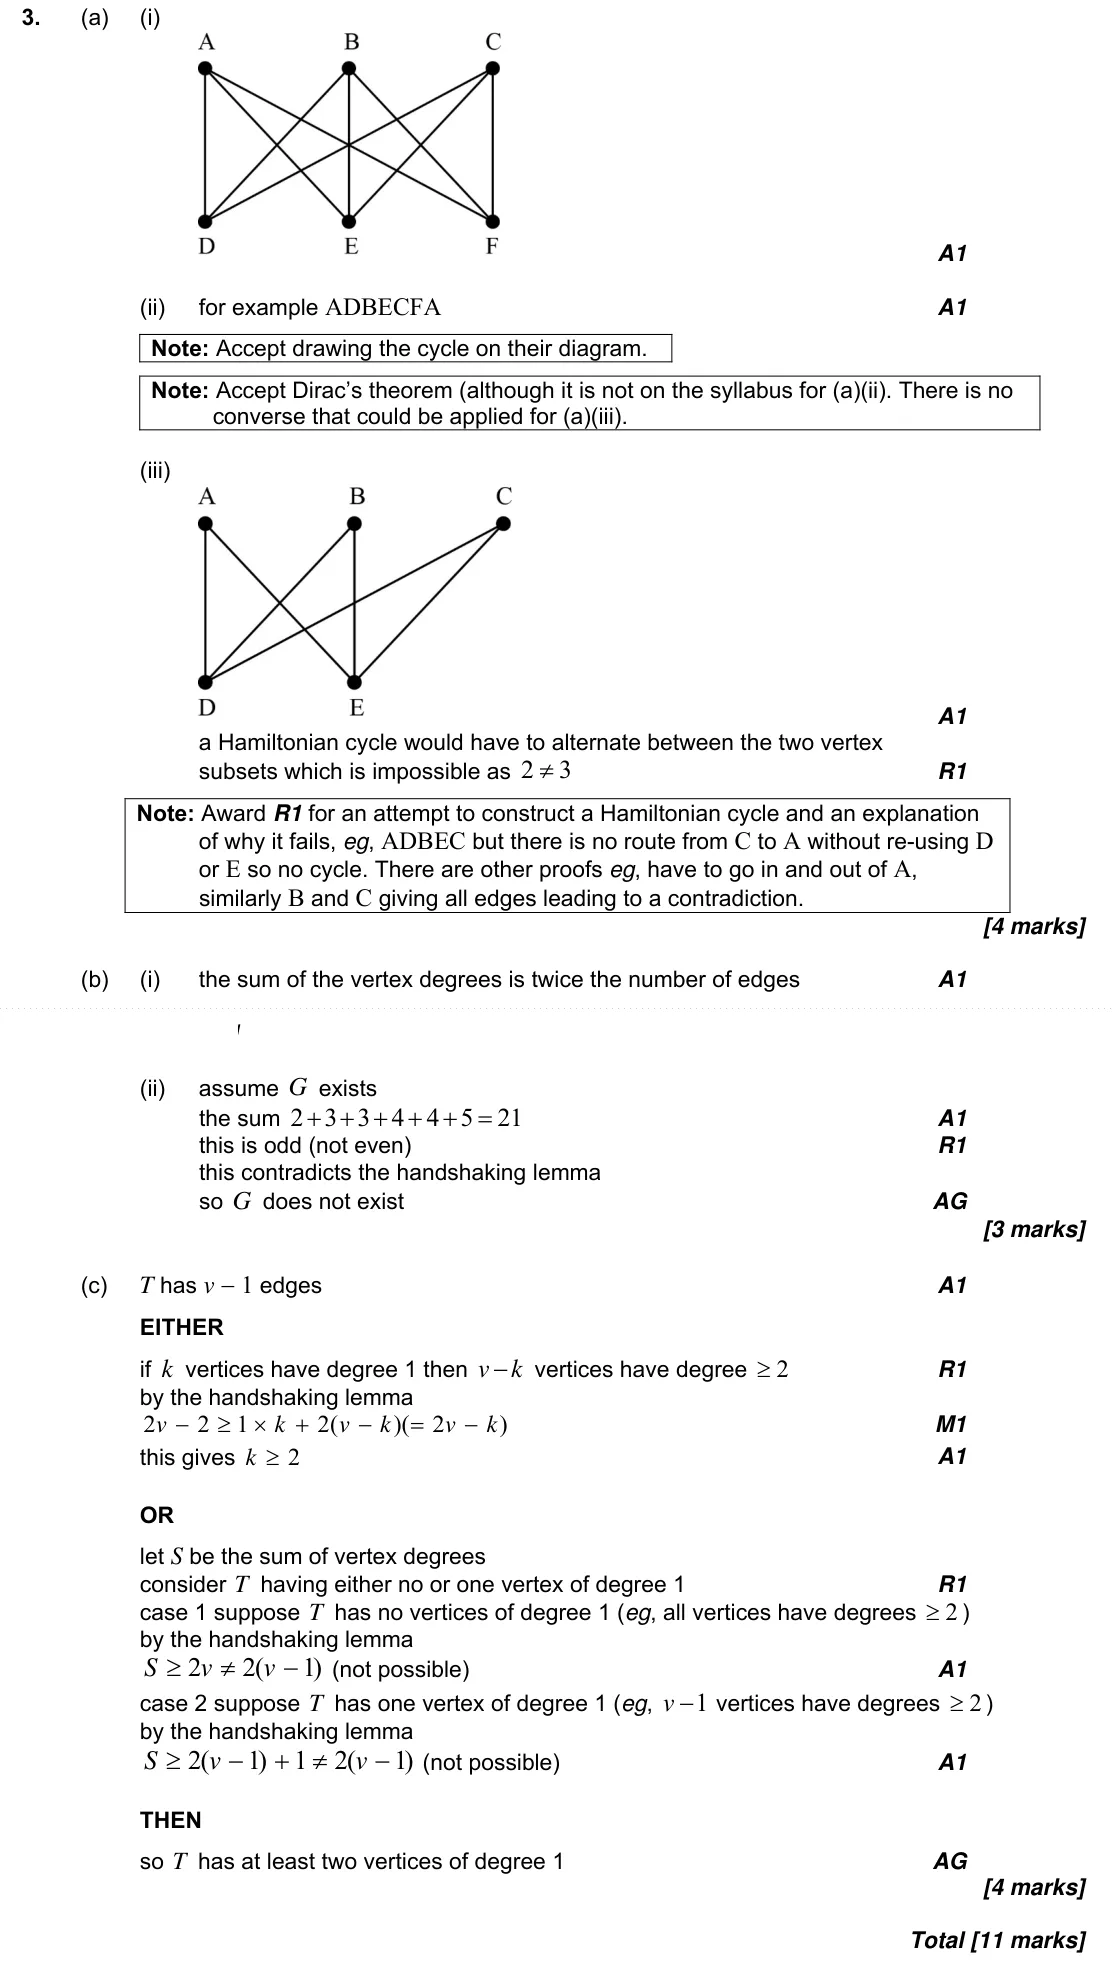 3. (a) (i)
A B C
D E F
A1
(ii) for example ADBECFA A1
Note: Accept drawing the cycle on their diagram.
Note: Accept Dirac’s theorem (although it is not on the syllabus for (a)(ii). There is no
converse that could be applied for (a)(iii).
(iii)
A B C
D E
A1
a Hamiltonian cycle would have to alternate between the two vertex
subsets which is impossible as 2 ≠ 3 R1
Note: Award R1 for an attempt to construct a Hamiltonian cycle and an explanation
of why it fails, eg, ADBEC but there is no route from C to A without re-using D
or E so no cycle. There are other proofs eg, have to go in and out of A,
similarly B and C giving all edges leading to a contradiction.
[4 marks]
(b) (i) the sum of the vertex degrees is twice the number of edges A1
(ii) assume G exists
the sum 2+3+3+4+4+5=21 A1
this is odd (not even) R1
this contradicts the handshaking lemma
so G does not exist AG
[3 marks]
(c) T has v − 1 edges A1
EITHER
if k vertices have degree 1 then v−k vertices have degree ≥ 2 R1
by the handshaking lemma
2v − 2 ≥ 1 × k + 2(v − k)(= 2v − k) M1
this gives k ≥ 2 A1
OR
let S be the sum of vertex degrees
consider T having either no or one vertex of degree 1 R1
case 1 suppose T has no vertices of degree 1 (eg, all vertices have degrees ≥ 2)
by the handshaking lemma
S ≥ 2v ≠ 2(v − 1) (not possible) A1
case 2 suppose T has one vertex of degree 1 (eg, v−1 vertices have degrees ≥ 2)
by the handshaking lemma
S ≥ 2(v − 1) + 1 ≠ 2(v − 1) (not possible) A1
THEN
so T has at least two vertices of degree 1 AG
[4 marks]
Total [11 marks]